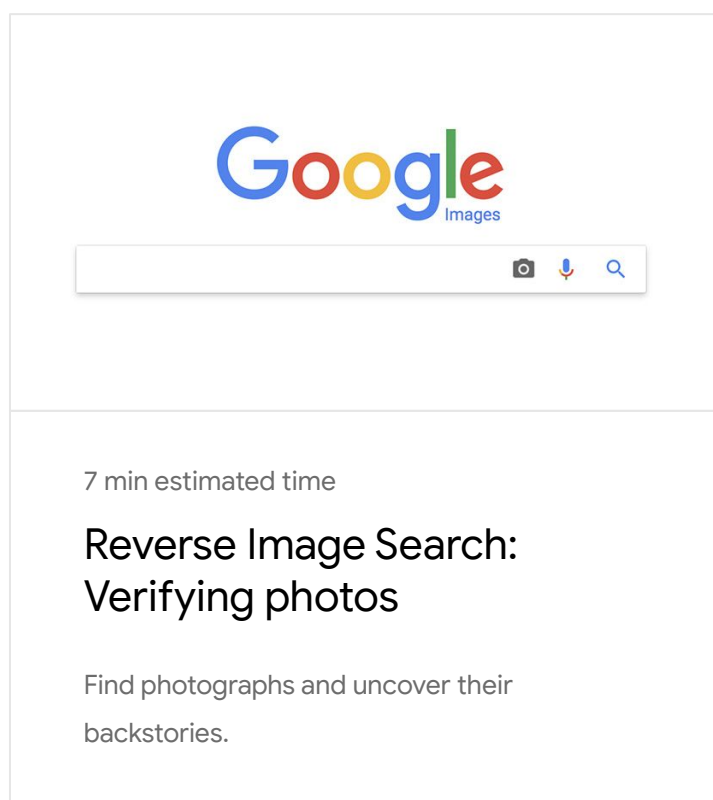 Google
Images
7 min estimated time
Reverse Image Search:
Verifying photos
Find photographs and uncover their
backstories.